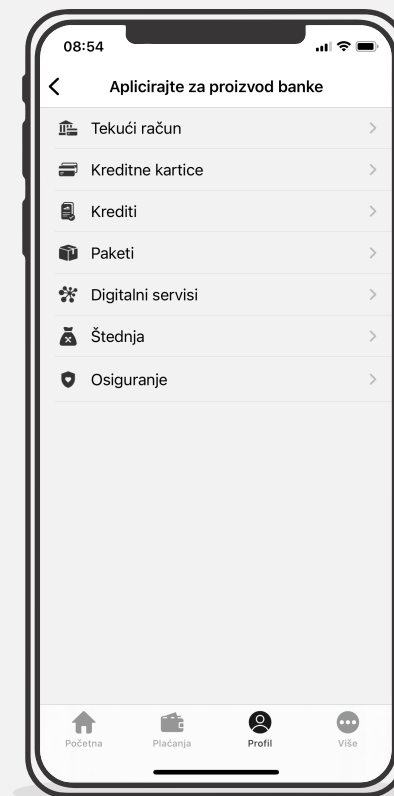 08:54
Aplicirajte za proizvod banke
Tekući račun
Kreditne kartice
Krediti
Paketi
Digitalni servisi
Štednja
Osiguranje
Početna Plaćanja Profil Više